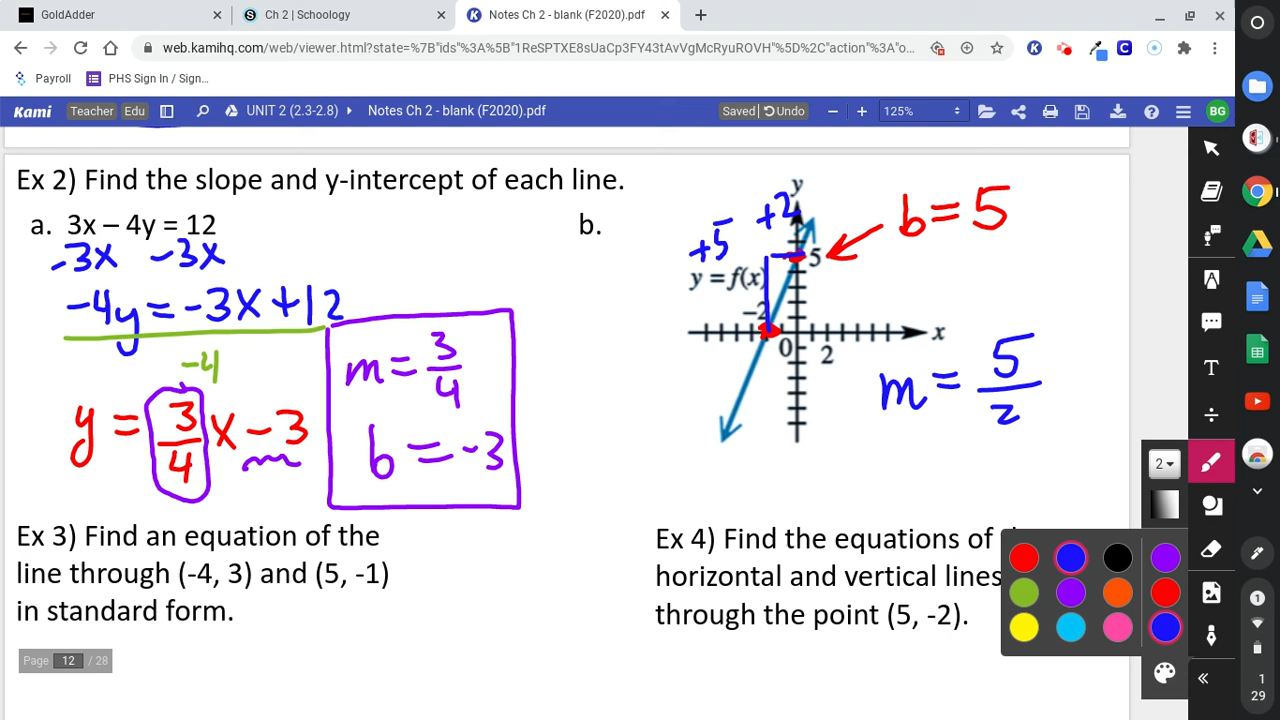 GoldAdder
Ch 2 | Schoology
Notes Ch 2 - blank (F2020).pdf
web.kamihq.com/web/viewer.html?state=%7B"ids"%3A%5B"1ReSPTXE8sUaCp3FY43tAvVgMcRyuROVH"%5D%2C"action"%3A"o...
Payroll
PHS Sign In / Sign...
Kami Teacher Edu UNIT 2 (2.3-2.8) Notes Ch 2 - blank (F2020).pdf Saved Undo 125% BG
Ex 2) Find the slope and y-intercept of each line.
a. 3x – 4y = 12
-3x -3x
-4y = -3x + 12
-4
y = 3/4 x - 3
m = 3/4
b = -3
b.
y
+2
+5
b = 5
5
y = f(x)
-2
0
2
x
m = 5/2
Ex 3) Find an equation of the
line through (-4, 3) and (5, -1)
in standard form.
Ex 4) Find the equations of
horizontal and vertical lines
through the point (5, -2).
Page 12 / 28
2
T
1
1
29